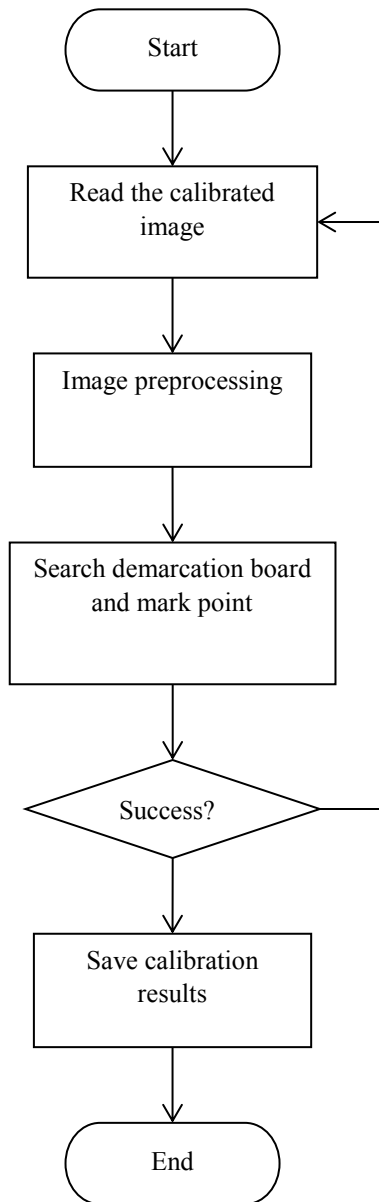 Start
Read the calibrated
image
Image preprocessing
Search demarcation board
and mark point
Success?
Save calibration
results
End